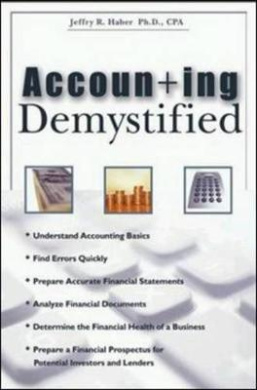 Jeffry R. Haber Ph.D., CPA
Accoun+ing
Demystified
* Understand Accounting Basics
* Find Errors Quickly
* Prepare Accurate Financial Statements
* Analyze Financial Documents
* Determine the Financial Health of a Business
* Prepare a Financial Prospectus for
Potential Investors and Lenders